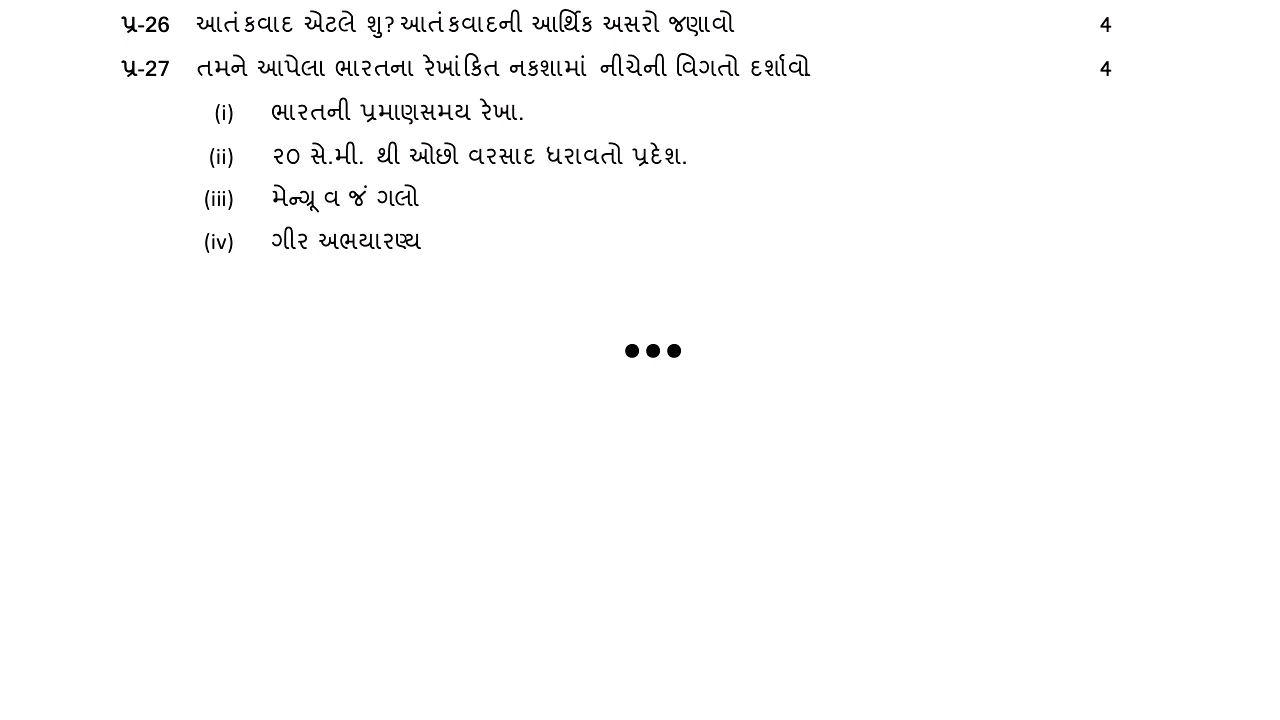 પ્ર-26 આતંકવાદ એટલે શુ? આતંકવાદની આર્થિક અસરો જણાવો 4
પ્ર-27 તમને આપેલા ભારતના રેખાંકિત નકશામાં નીચેની વિગતો દર્શાવો 4
(i) ભારતની પ્રમાણસમય રેખા.
(ii) ૨૦ સે.મી. થી ઓછો વરસાદ ધરાવતો પ્રદેશ.
(iii) મેન્ગ્રૂવ જંગલો
(iv) ગીર અભયારણ્ય
●●●